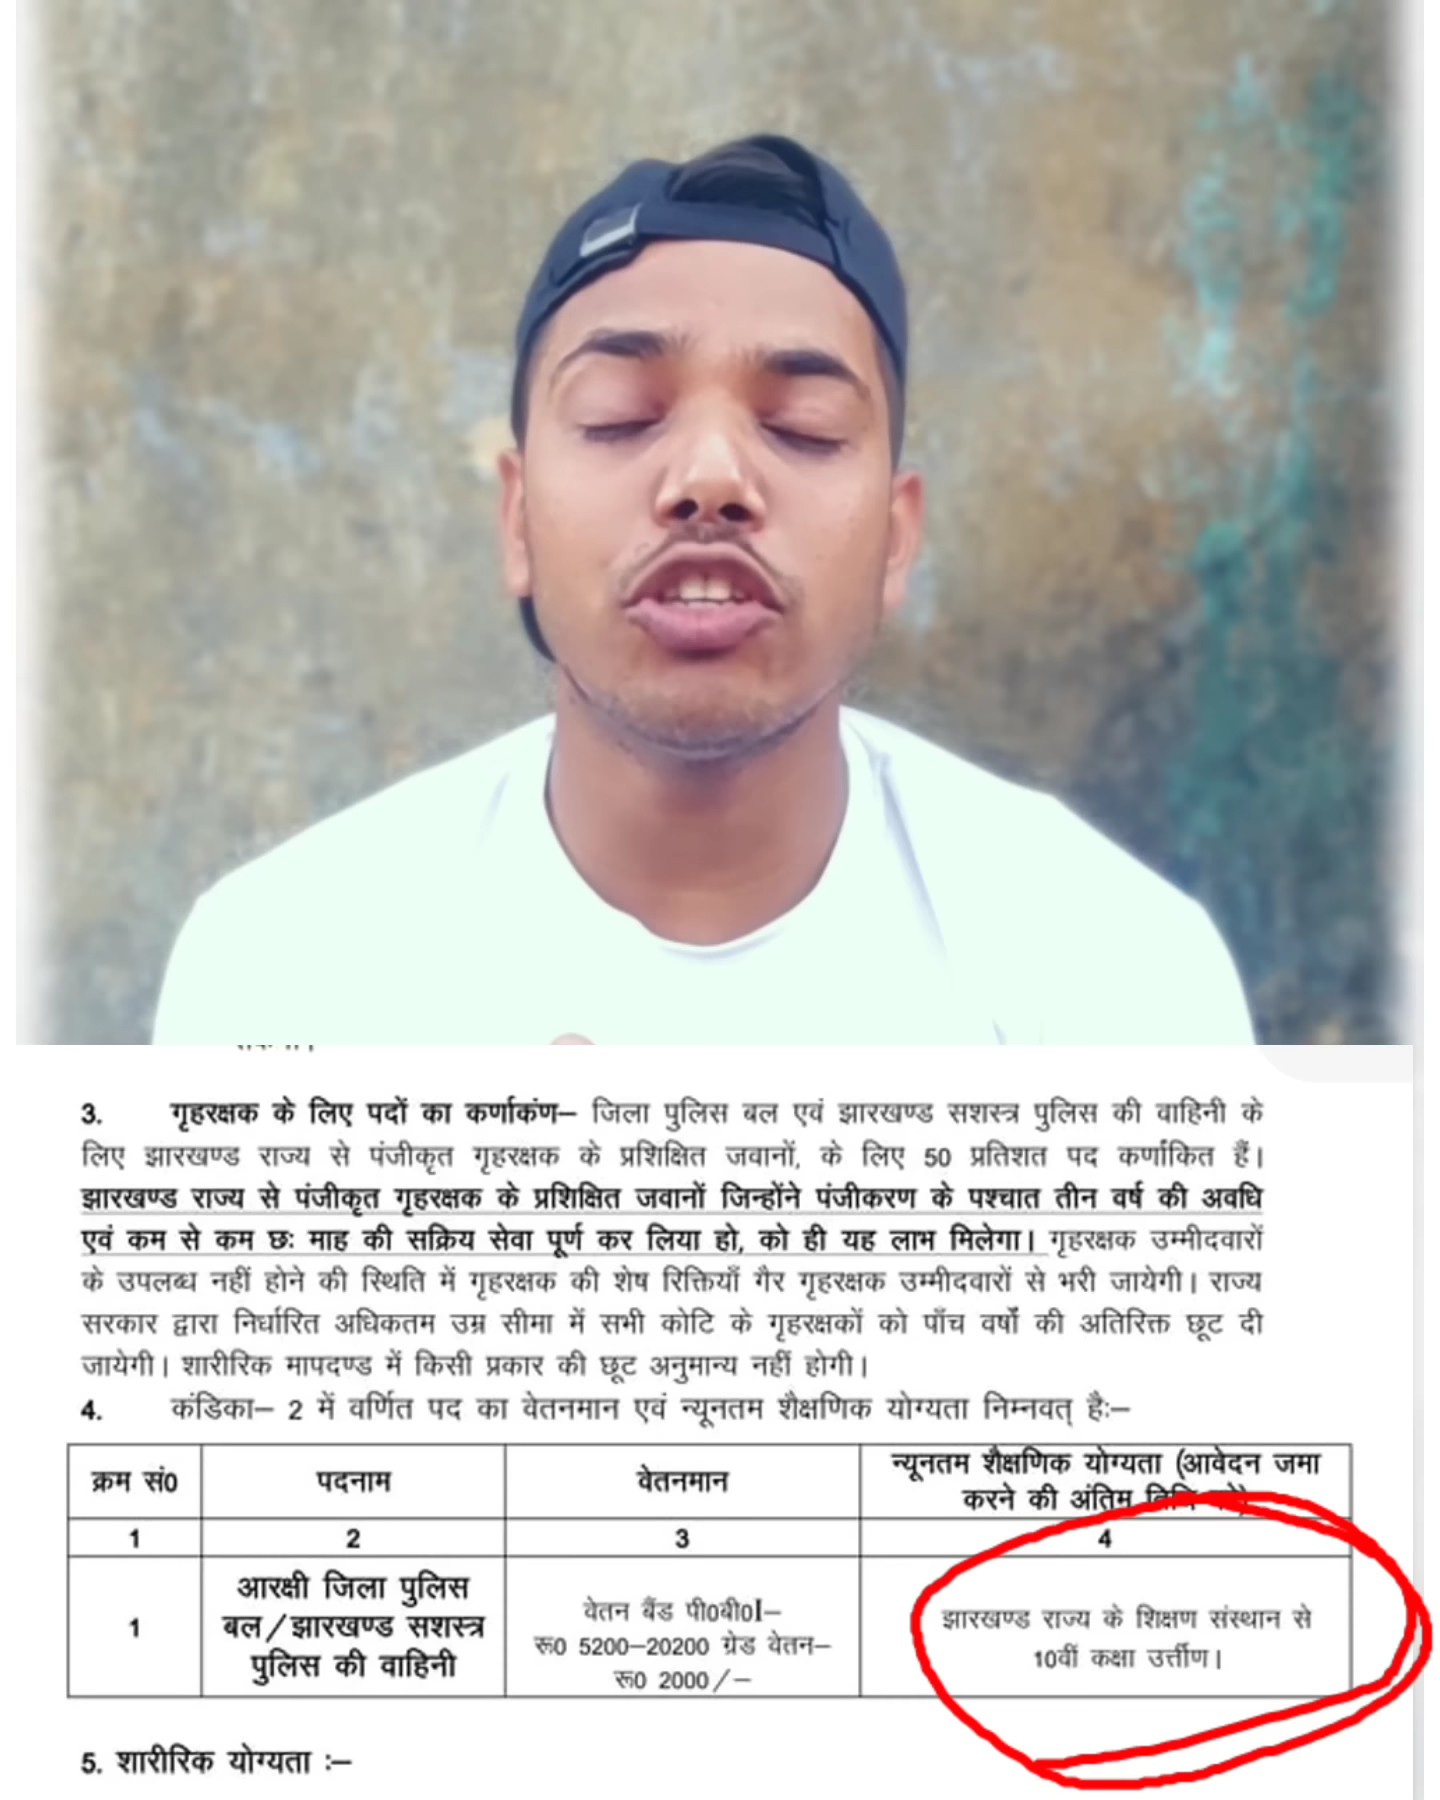 3. गृहरक्षक के लिए पदों का कर्णाकंण– जिला पुलिस बल एवं झारखण्ड सशस्त्र पुलिस की वाहिनी के
लिए झारखण्ड राज्य से पंजीकृत गृहरक्षक के प्रशिक्षित जवानों, के लिए 50 प्रतिशत पद कर्णांकित हैं।
झारखण्ड राज्य से पंजीकृत गृहरक्षक के प्रशिक्षित जवानों जिन्होंने पंजीकरण के पश्चात तीन वर्ष की अवधि
एवं कम से कम छः माह की सक्रिय सेवा पूर्ण कर लिया हो, को ही यह लाभ मिलेगा। गृहरक्षक उम्मीदवारों
के उपलब्ध नहीं होने की स्थिति में गृहरक्षक की शेष रिक्तियाँ गैर गृहरक्षक उम्मीदवारों से भरी जायेगी। राज्य
सरकार द्वारा निर्धारित अधिकतम उम्र सीमा में सभी कोटि के गृहरक्षकों को पाँच वर्षों की अतिरिक्त छूट दी
जायेगी। शारीरिक मापदण्ड में किसी प्रकार की छूट अनुमान्य नहीं होगी।
4. कंडिका– 2 में वर्णित पद का वेतनमान एवं न्यूनतम शैक्षणिक योग्यता निम्नवत् है:–
क्रम सं0
पदनाम
वेतनमान
न्यूनतम शैक्षणिक योग्यता (आवेदन जमा
करने की अंतिम तिथि को)
1
2
3
4
1
आरक्षी जिला पुलिस
बल/झारखण्ड सशस्त्र
पुलिस की वाहिनी
वेतन बैंड पी0बी0I–
रू0 5200–20200 ग्रेड वेतन–
रू0 2000/–
झारखण्ड राज्य के शिक्षण संस्थान से
10वीं कक्षा उर्त्तीण।
5. शारीरिक योग्यता :–